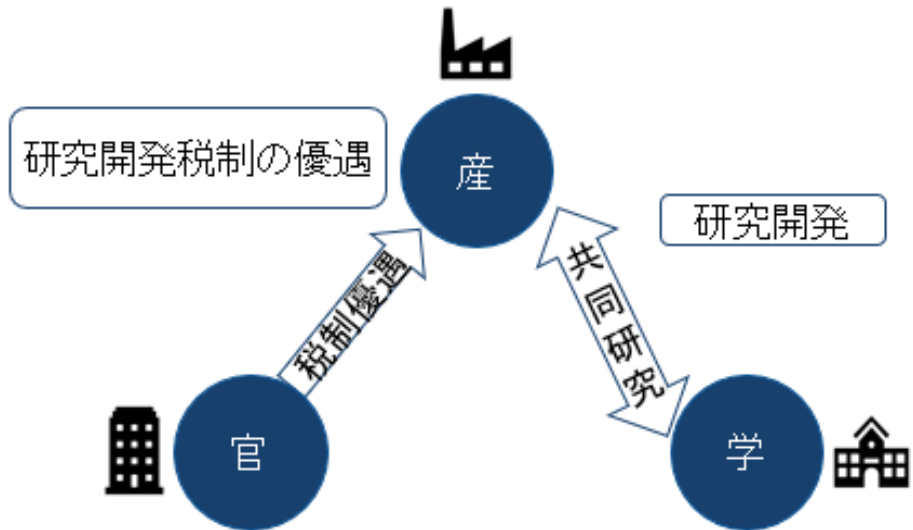 産
研究開発税制の優遇
研究開発
税制優遇
共同研究
官
学